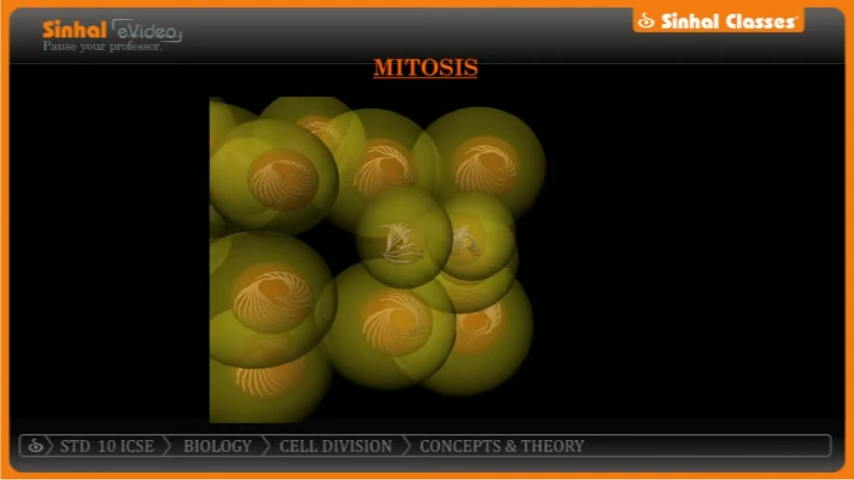 Sinhal eVideo
Pause your professor.
Sinhal Classes
MITOSIS
STD 10 ICSE
BIOLOGY
CELL DIVISION
CONCEPTS & THEORY